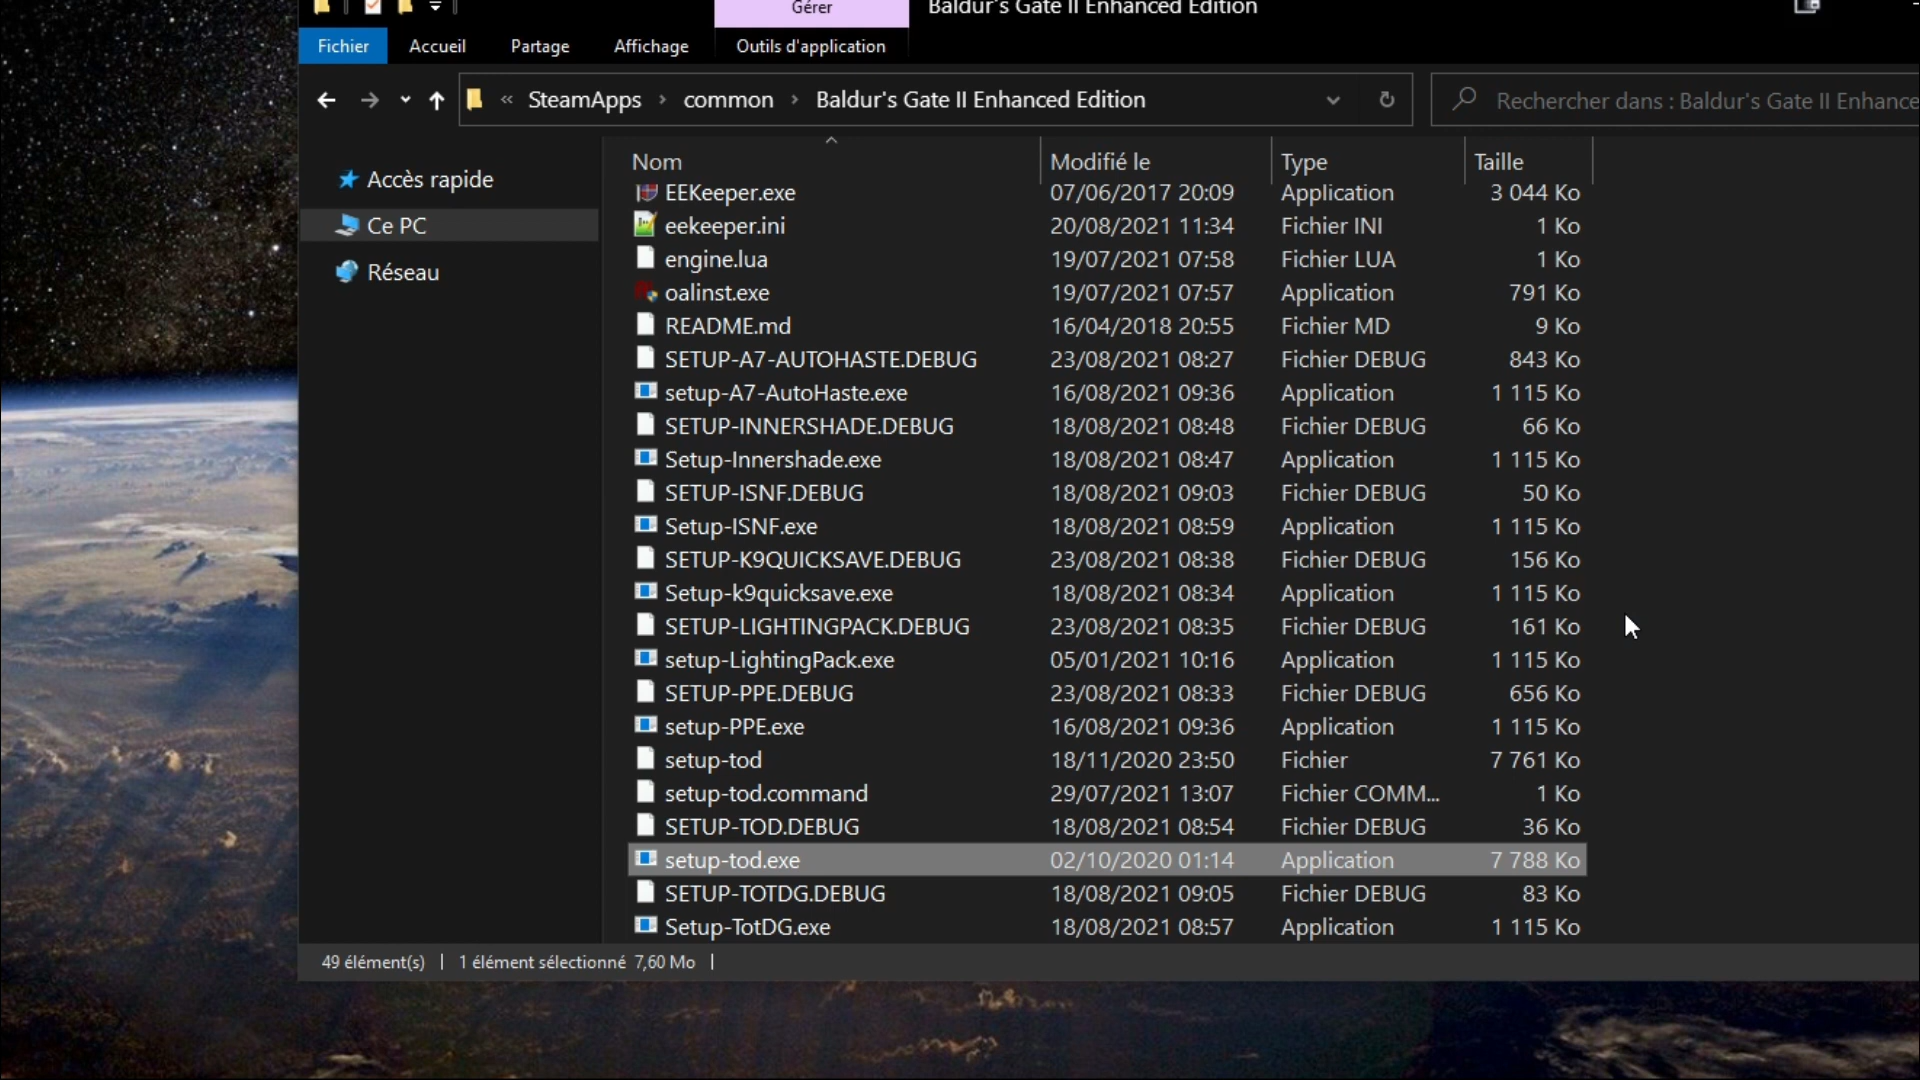 Gérer
Baldur's Gate II Enhanced Edition
Fichier Accueil Partage Affichage Outils d'application
« SteamApps › common › Baldur's Gate II Enhanced Edition
Rechercher dans : Baldur's Gate II Enhance
Accès rapide
Ce PC
Réseau
Nom Modifié le Type Taille
EEKeeper.exe 07/06/2017 20:09 Application 3 044 Ko
eekeeper.ini 20/08/2021 11:34 Fichier INI 1 Ko
engine.lua 19/07/2021 07:58 Fichier LUA 1 Ko
oalinst.exe 19/07/2021 07:57 Application 791 Ko
README.md 16/04/2018 20:55 Fichier MD 9 Ko
SETUP-A7-AUTOHASTE.DEBUG 23/08/2021 08:27 Fichier DEBUG 843 Ko
setup-A7-AutoHaste.exe 16/08/2021 09:36 Application 1 115 Ko
SETUP-INNERSHADE.DEBUG 18/08/2021 08:48 Fichier DEBUG 66 Ko
Setup-Innershade.exe 18/08/2021 08:47 Application 1 115 Ko
SETUP-ISNF.DEBUG 18/08/2021 09:03 Fichier DEBUG 50 Ko
Setup-ISNF.exe 18/08/2021 08:59 Application 1 115 Ko
SETUP-K9QUICKSAVE.DEBUG 23/08/2021 08:38 Fichier DEBUG 156 Ko
Setup-k9quicksave.exe 18/08/2021 08:34 Application 1 115 Ko
SETUP-LIGHTINGPACK.DEBUG 23/08/2021 08:35 Fichier DEBUG 161 Ko
setup-LightingPack.exe 05/01/2021 10:16 Application 1 115 Ko
SETUP-PPE.DEBUG 23/08/2021 08:33 Fichier DEBUG 656 Ko
setup-PPE.exe 16/08/2021 09:36 Application 1 115 Ko
setup-tod 18/11/2020 23:50 Fichier 7 761 Ko
setup-tod.command 29/07/2021 13:07 Fichier COMM... 1 Ko
SETUP-TOD.DEBUG 18/08/2021 08:54 Fichier DEBUG 36 Ko
setup-tod.exe 02/10/2020 01:14 Application 7 788 Ko
SETUP-TOTDG.DEBUG 18/08/2021 09:05 Fichier DEBUG 83 Ko
Setup-TotDG.exe 18/08/2021 08:57 Application 1 115 Ko
49 élément(s) | 1 élément sélectionné 7,60 Mo |